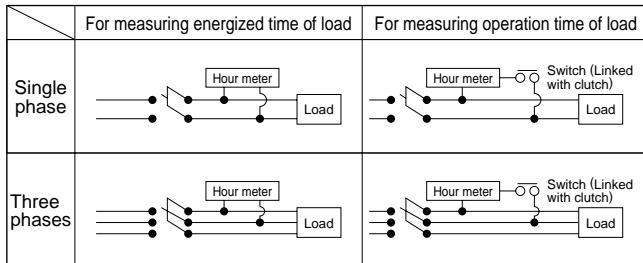 For measuring energized time of load
For measuring operation time of load
Single
phase
Hour meter
Load
Hour meter
Switch (Linked
with clutch)
Load
Three
phases
Hour meter
Load
Hour meter
Switch (Linked
with clutch)
Load